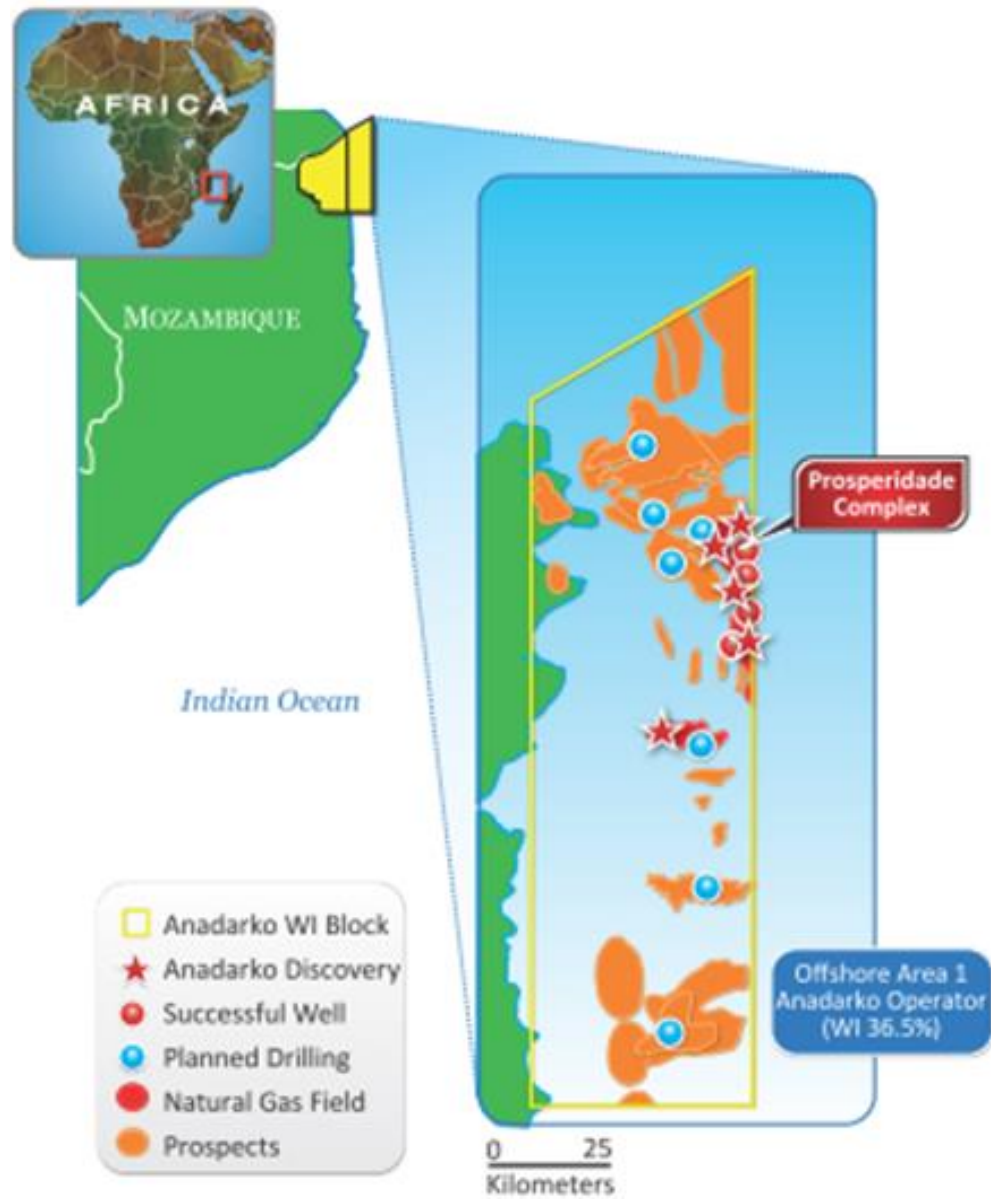 AFRICA
MOZAMBIQUE
Prosperidade
Complex
Indian Ocean
Anadarko WI Block
Anadarko Discovery
Successful Well
Planned Drilling
Natural Gas Field
Prospects
Offshore Area 1
Anadarko Operator
(WI 36.5%)
0 25
Kilometers